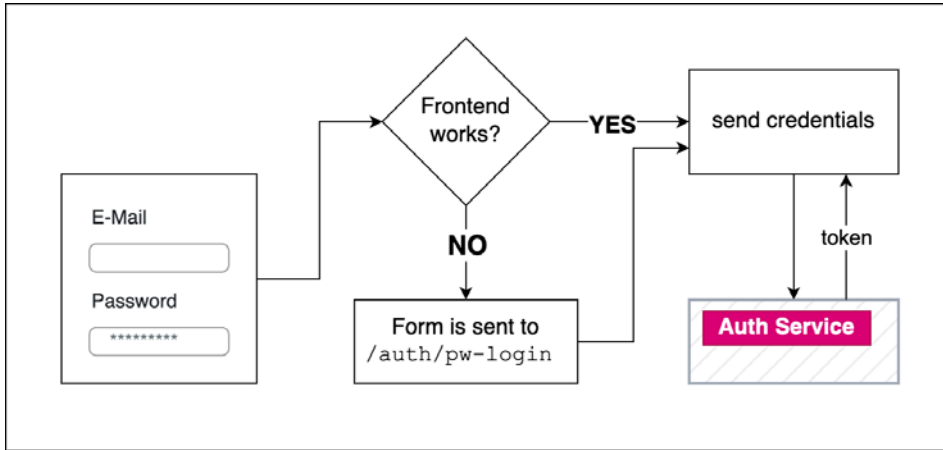 E-Mail
Password
*********
Frontend
works?
YES
NO
Form is sent to
/auth/pw-login
send credentials
token
Auth Service